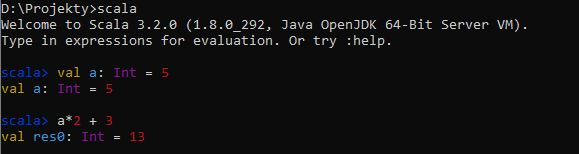 D:\Projekty>scala
Welcome to Scala 3.2.0 (1.8.0_292, Java OpenJDK 64-Bit Server VM).
Type in expressions for evaluation. Or try :help.
scala> val a: Int = 5
val a: Int = 5
scala> a*2 + 3
val res0: Int = 13